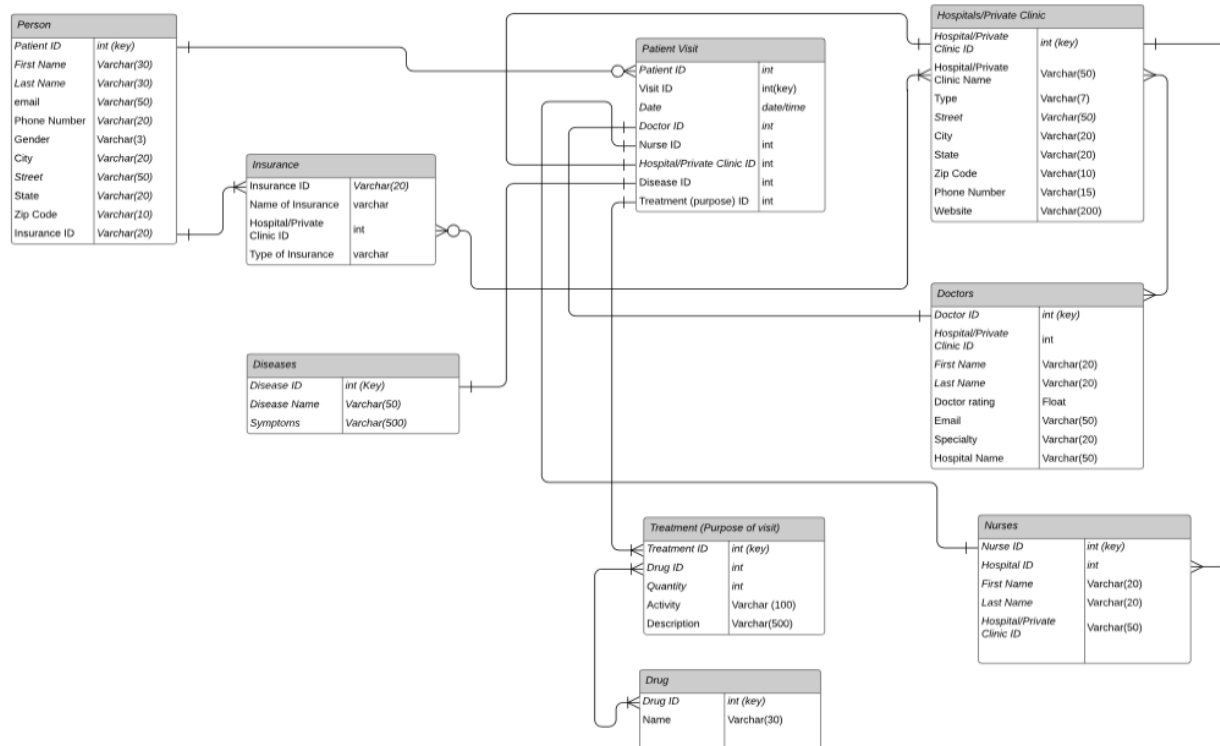 Person
Patient ID int (key)
First Name Varchar(30)
Last Name Varchar(30)
email Varchar(50)
Phone Number Varchar(20)
Gender Varchar(3)
City Varchar(20)
Street Varchar(50)
State Varchar(20)
Zip Code Varchar(10)
Insurance ID Varchar(20)
Insurance
Insurance ID Varchar(20)
Name of Insurance varchar
Hospital/Private
Clinic ID int
Type of Insurance varchar
Diseases
Disease ID int (Key)
Disease Name Varchar(50)
Symptoms Varchar(500)
Patient Visit
Patient ID int
Visit ID int(key)
Date date/time
Doctor ID int
Nurse ID int
Hospital/Private Clinic ID int
Disease ID int
Treatment (purpose) ID int
Treatment (Purpose of visit)
Treatment ID int (key)
Drug ID int
Quantity int
Activity Varchar (100)
Description Varchar(500)
Drug
Drug ID int (key)
Name Varchar(30)
Hospitals/Private Clinic
Hospital/Private
Clinic ID int (key)
Hospital/Private
Clinic Name Varchar(50)
Type Varchar(7)
Street Varchar(50)
City Varchar(20)
State Varchar(20)
Zip Code Varchar(10)
Phone Number Varchar(15)
Website Varchar(200)
Doctors
Doctor ID int (key)
Hospital/Private
Clinic ID int
First Name Varchar(20)
Last Name Varchar(20)
Doctor rating Float
Email Varchar(50)
Specialty Varchar(20)
Hospital Name Varchar(50)
Nurses
Nurse ID int (key)
Hospital ID int
First Name Varchar(20)
Last Name Varchar(20)
Hospital/Private
Clinic ID Varchar(50)